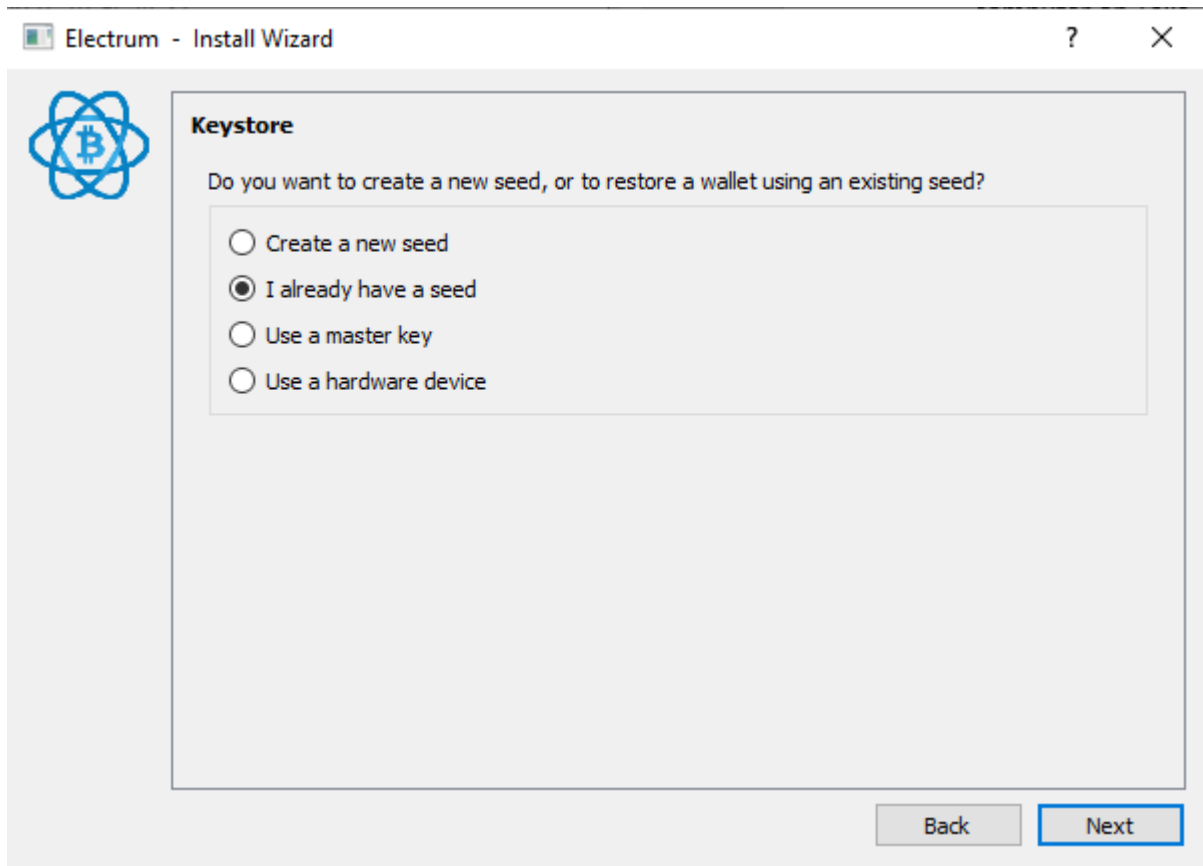 Electrum - Install Wizard
Keystore
Do you want to create a new seed, or to restore a wallet using an existing seed?
Create a new seed
I already have a seed
Use a master key
Use a hardware device
Back Next